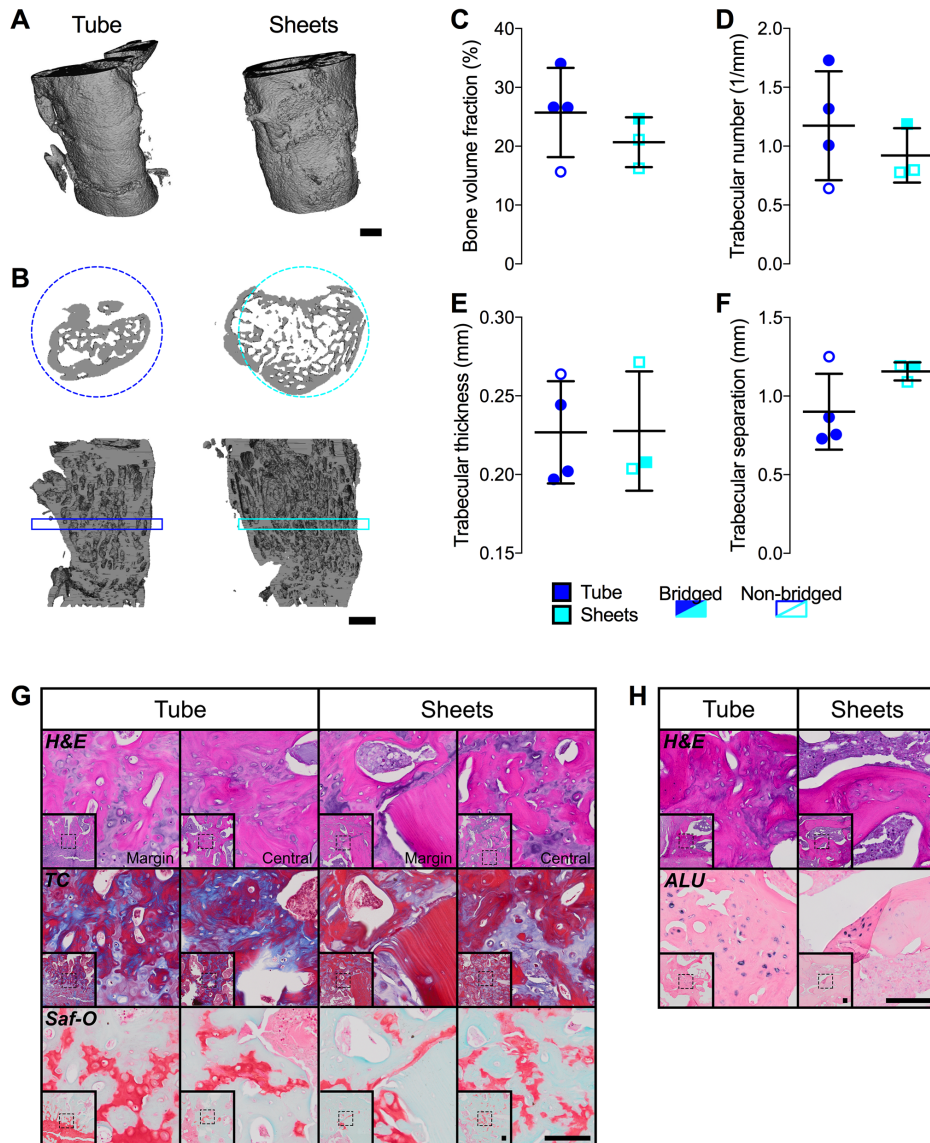 A
Tube
Sheets
B
C
Bone volume fraction (%)
40
30
20
10
0
D
Trabecular number (1/mm)
2.0
1.5
1.0
0.5
0.0
E
Trabecular thickness (mm)
0.30
0.25
0.20
0.15
F
Trabecular separation (mm)
1.5
1.0
0.5
0.0
Tube
Sheets
Bridged
Non-bridged
G
Tube
Sheets
H&E
Margin
Central
Margin
Central
TC
Saf-O
H
Tube
Sheets
H&E
ALU